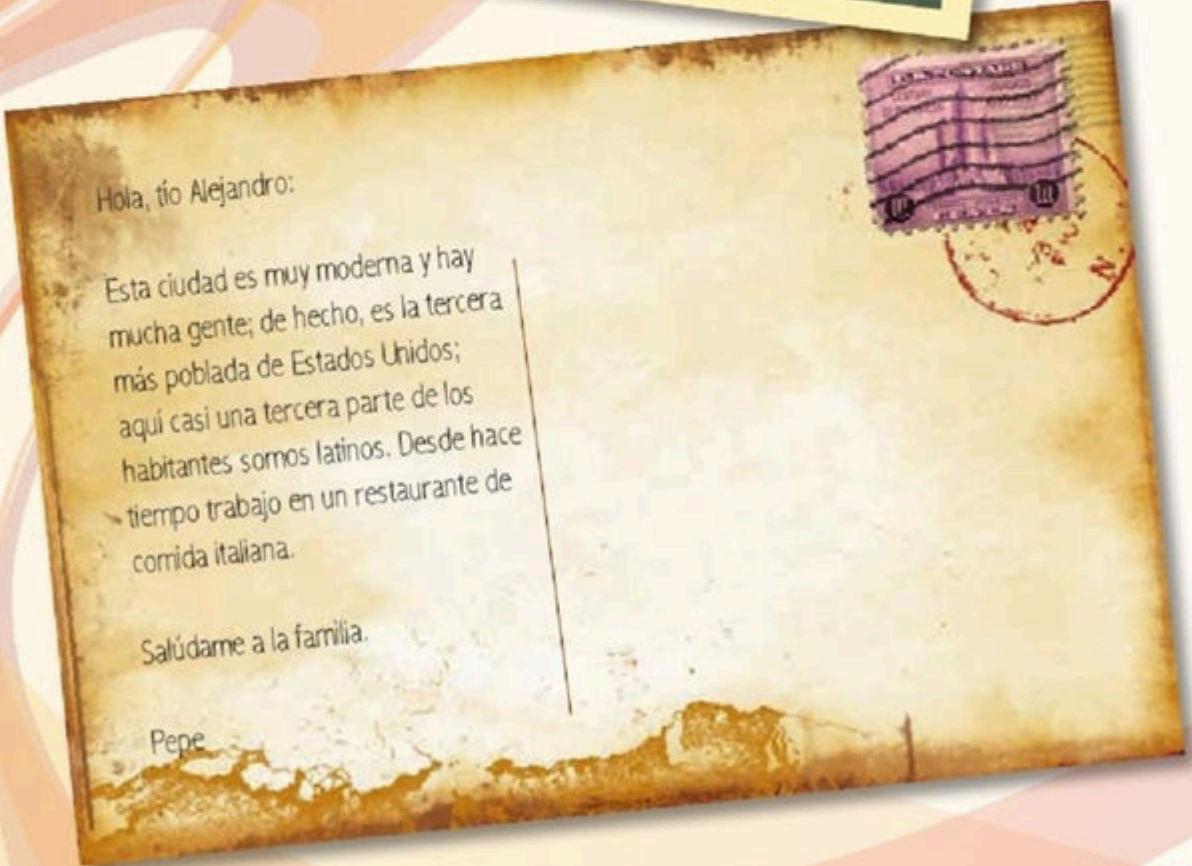 Hola, tío Alejandro:
Esta ciudad es muy moderna y hay
mucha gente; de hecho, es la tercera
más poblada de Estados Unidos;
aquí casi una tercera parte de los
habitantes somos latinos. Desde hace
tiempo trabajo en un restaurante de
comida italiana.
Salúdame a la familia.
Pepe
N.